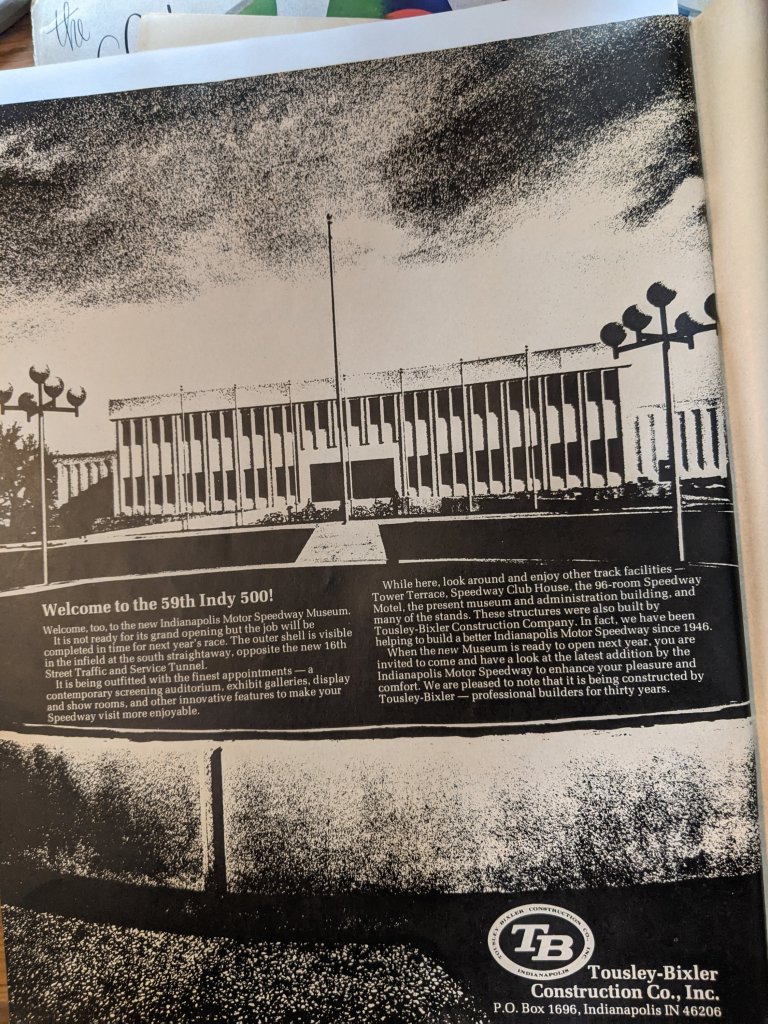 the
Welcome to the 59th Indy 500!
Welcome, too, to the new Indianapolis Motor Speedway Museum.
It is not ready for its grand opening but the job will be
completed in time for next year's race. The outer shell is visible
in the infield at the south straightaway, opposite the new 16th
Street Traffic and Service Tunnel.
It is being outfitted with the finest appointments — a
contemporary screening auditorium, exhibit galleries, display
and show rooms, and other innovative features to make your
Speedway visit more enjoyable.
While here, look around and enjoy other track facilities —
Tower Terrace, Speedway Club House, the 96-room Speedway
Motel, the present museum and administration building, and
many of the stands. These structures were also built by
Tousley-Bixler Construction Company. In fact, we have been
helping to build a better Indianapolis Motor Speedway since 1946.
When the new Museum is ready to open next year, you are
invited to come and have a look at the latest addition by the
Indianapolis Motor Speedway to enhance your pleasure and
comfort. We are pleased to note that it is being constructed by
Tousley-Bixler — professional builders for thirty years.
TOUSLEY BIXLER CONSTRUCTION CO., INC.
TB
INDIANAPOLIS
Tousley-Bixler
Construction Co., Inc.
P.O. Box 1696, Indianapolis IN 46206